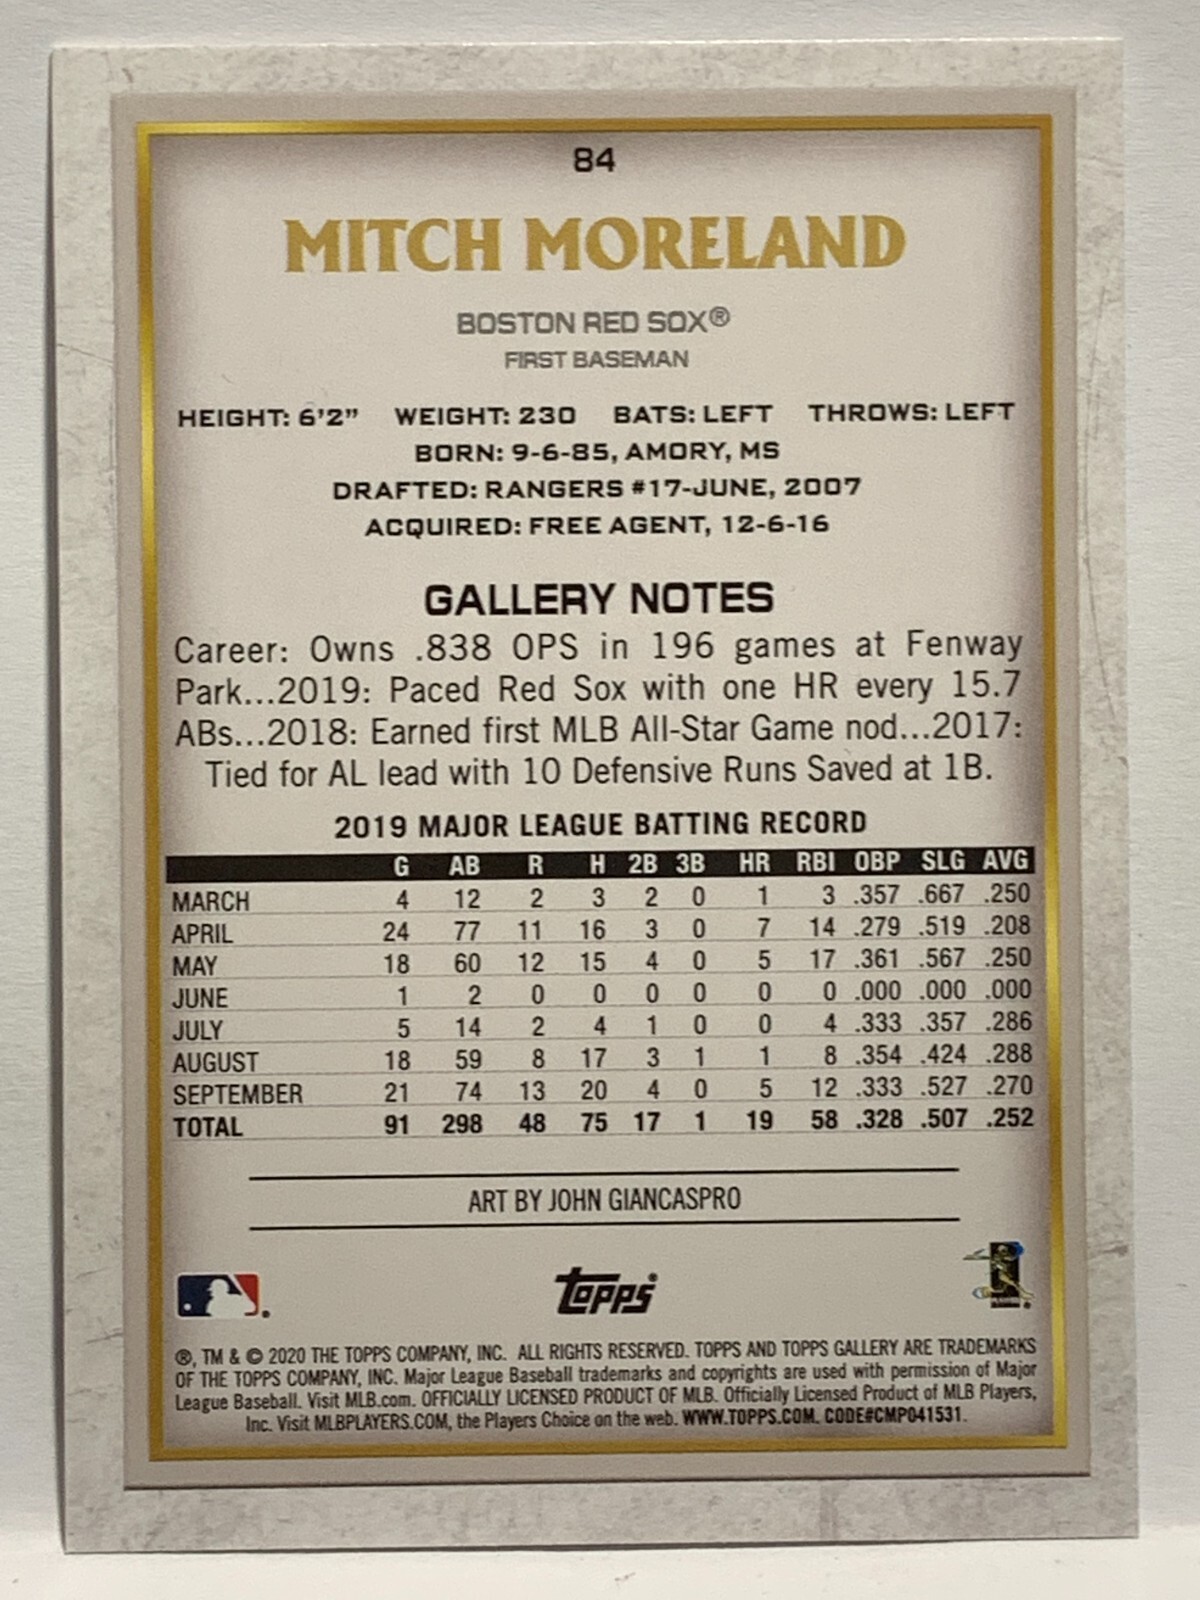 84
MITCH MORELAND
BOSTON RED SOX®
FIRST BASEMAN
HEIGHT: 6'2" WEIGHT: 230 BATS: LEFT THROWS: LEFT
BORN: 9-6-85, AMORY, MS
DRAFTED: RANGERS #17-JUNE, 2007
ACQUIRED: FREE AGENT, 12-6-16
GALLERY NOTES
Career: Owns .838 OPS in 196 games at Fenway
Park...2019: Paced Red Sox with one HR every 15.7
ABs...2018: Earned first MLB All-Star Game nod...2017:
Tied for AL lead with 10 Defensive Runs Saved at 1B.
2019 MAJOR LEAGUE BATTING RECORD
G AB R H 2B 3B HR RBI OBP SLG AVG
MARCH 4 12 2 3 2 0 1 3 .357 .667 .250
APRIL 24 77 11 16 3 0 7 14 .279 .519 .208
MAY 18 60 12 15 4 0 5 17 .361 .567 .250
JUNE 1 2 0 0 0 0 0 0 .000 .000 .000
JULY 5 14 2 4 1 0 0 4 .333 .357 .286
AUGUST 18 59 8 17 3 1 1 8 .354 .424 .288
SEPTEMBER 21 74 13 20 4 0 5 12 .333 .527 .270
TOTAL 91 298 48 75 17 1 19 58 .328 .507 .252
ART BY JOHN GIANCASPRO
topps®
®, TM & © 2020 THE TOPPS COMPANY, INC. ALL RIGHTS RESERVED. TOPPS AND TOPPS GALLERY ARE TRADEMARKS
OF THE TOPPS COMPANY, INC. Major League Baseball trademarks and copyrights are used with permission of Major
League Baseball. Visit MLB.com. OFFICIALLY LICENSED PRODUCT OF MLB. Officially Licensed Product of MLB Players,
Inc. Visit MLBPLAYERS.COM, the Players Choice on the web. WWW.TOPPS.COM. CODE#CMP041531.